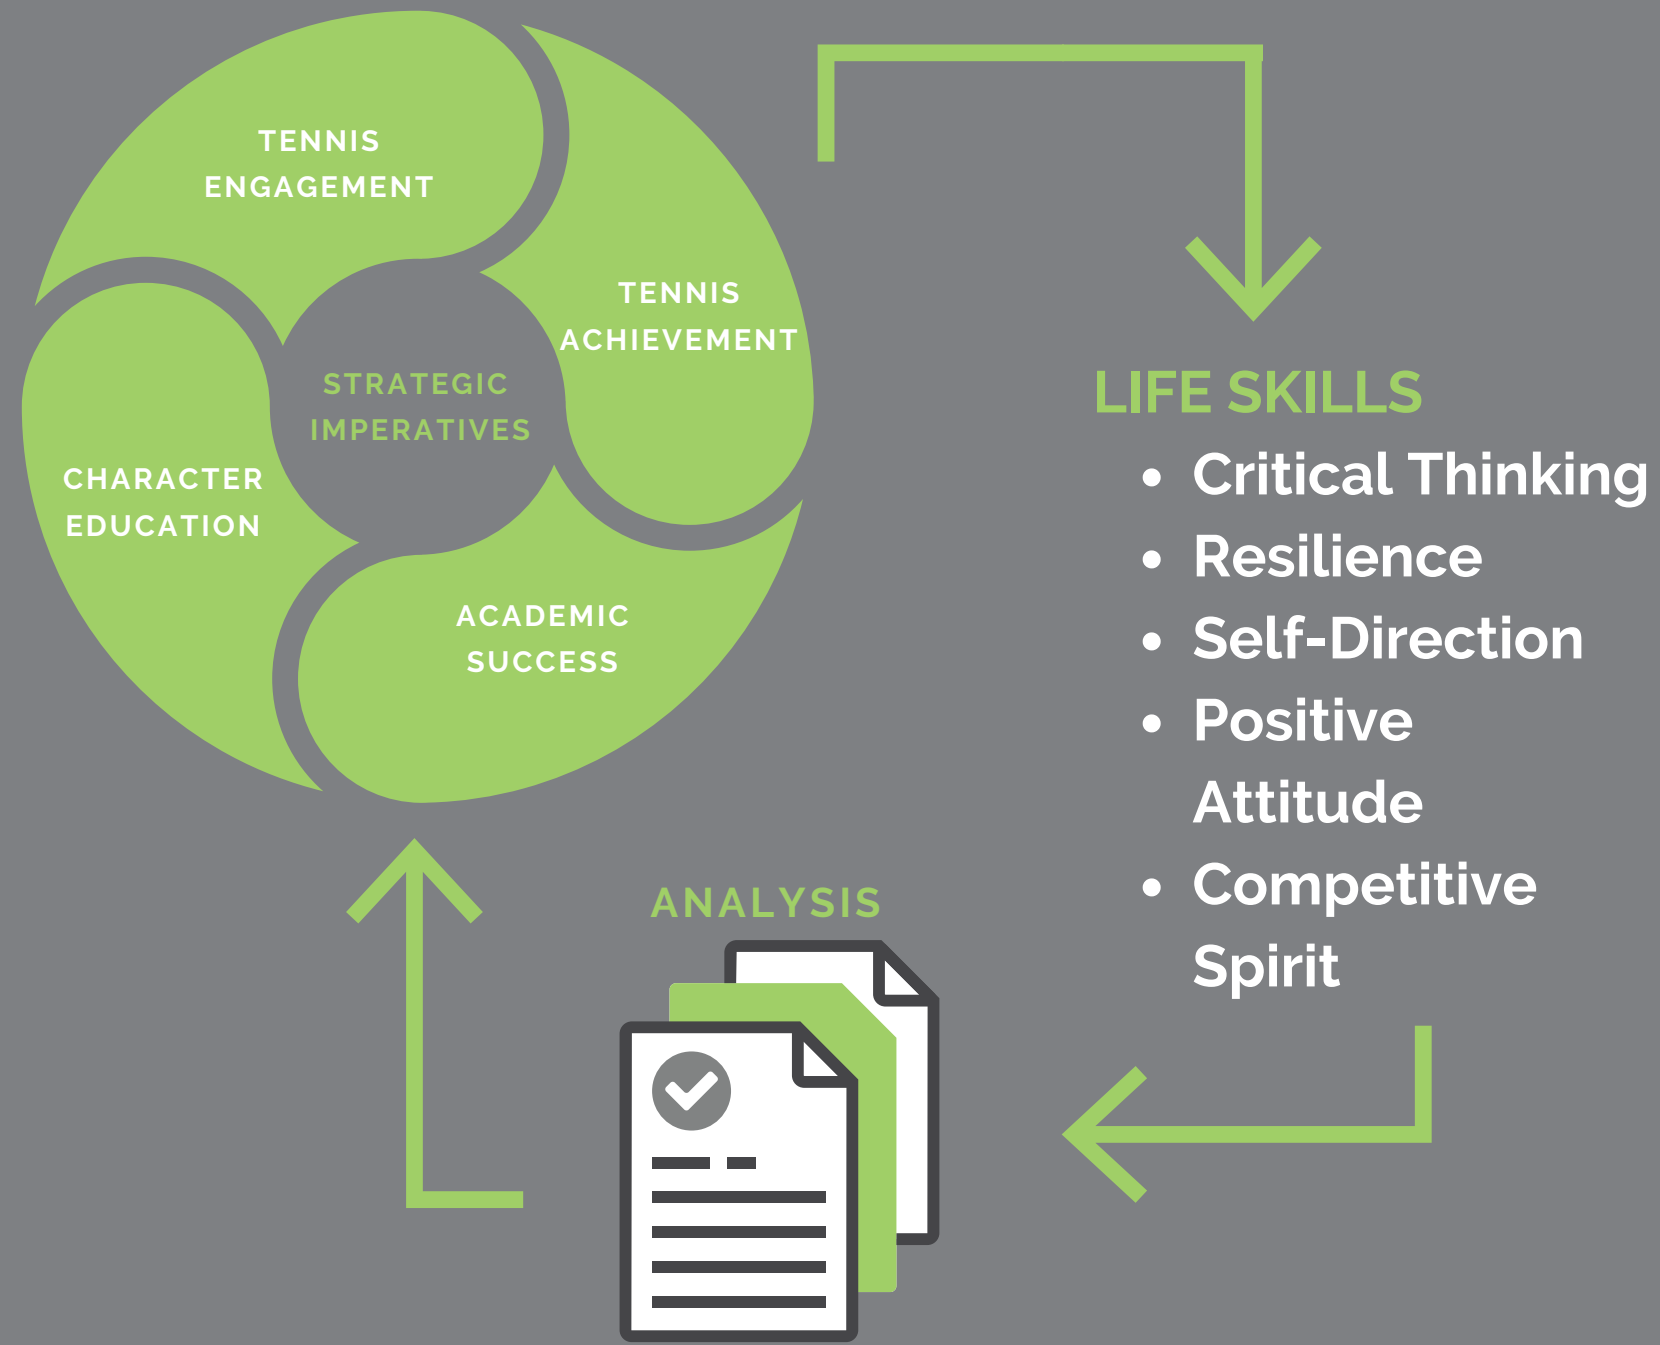 TENNIS
ENGAGEMENT
TENNIS
ACHIEVEMENT
STRATEGIC
IMPERATIVES
CHARACTER
EDUCATION
ACADEMIC
SUCCESS
LIFE SKILLS
• Critical Thinking
• Resilience
• Self-Direction
• Positive
Attitude
• Competitive
Spirit
ANALYSIS